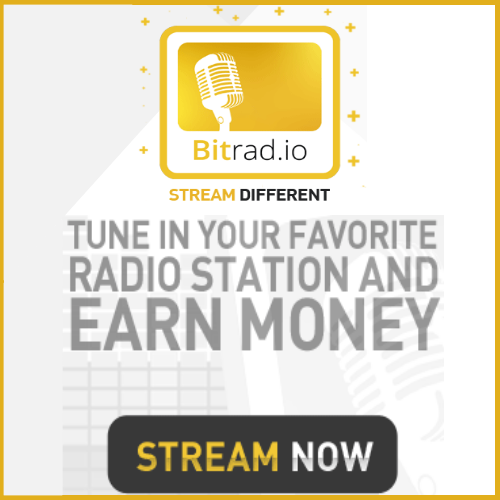 Bitrad.io
STREAM DIFFERENT
TUNE IN YOUR FAVORITE
RADIO STATION AND
EARN MONEY
STREAM NOW